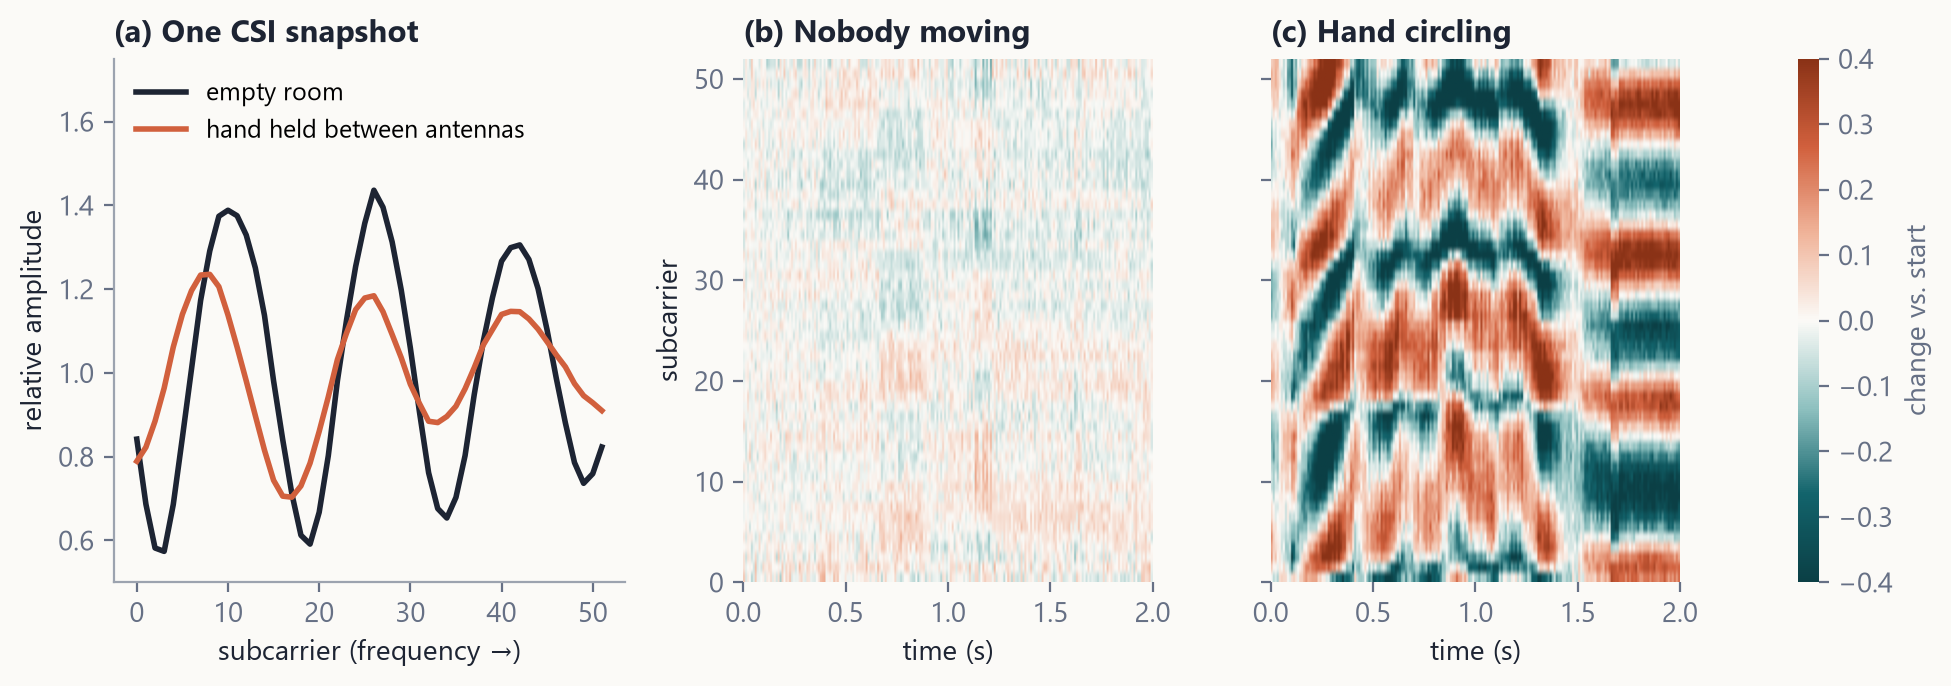 (a) One CSI snapshot
empty room
hand held between antennas
1.6
1.4
1.2
1.0
0.8
0.6
relative amplitude
0 10 20 30 40 50
subcarrier (frequency →)
(b) Nobody moving
50
40
30
20
10
0
subcarrier
0.0 0.5 1.0 1.5 2.0
time (s)
(c) Hand circling
0.0 0.5 1.0 1.5 2.0
time (s)
0.4
0.3
0.2
0.1
0.0
−0.1
−0.2
−0.3
−0.4
change vs. start